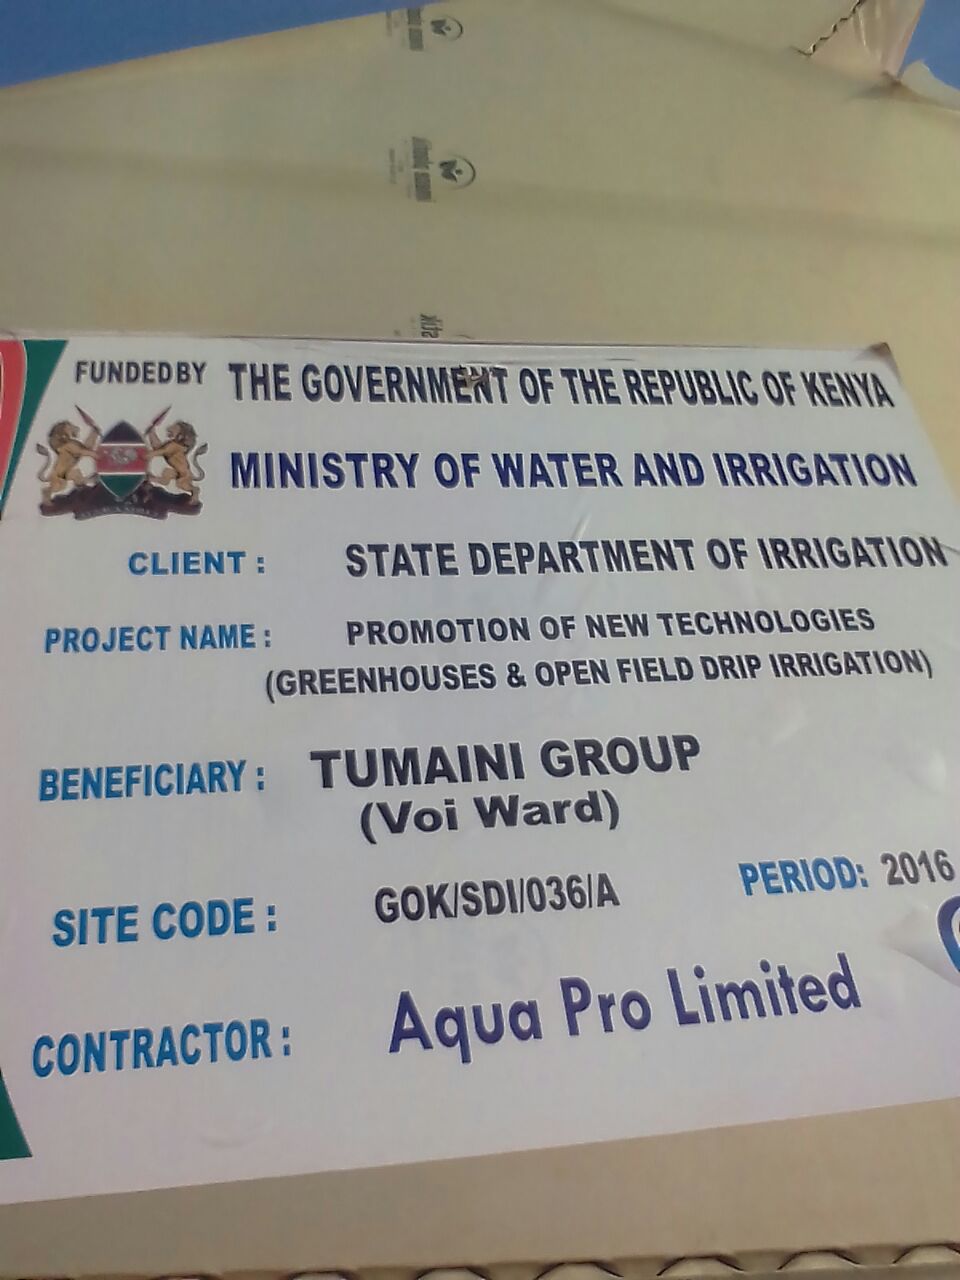 FUNDED BY THE GOVERNMENT OF THE REPUBLIC OF KENYA
MINISTRY OF WATER AND IRRIGATION
CLIENT : STATE DEPARTMENT OF IRRIGATION
PROJECT NAME : PROMOTION OF NEW TECHNOLOGIES
(GREENHOUSES & OPEN FIELD DRIP IRRIGATION)
BENEFICIARY : TUMAINI GROUP
(Voi Ward)
SITE CODE : GOK/SDI/036/A PERIOD: 2016
CONTRACTOR : Aqua Pro Limited